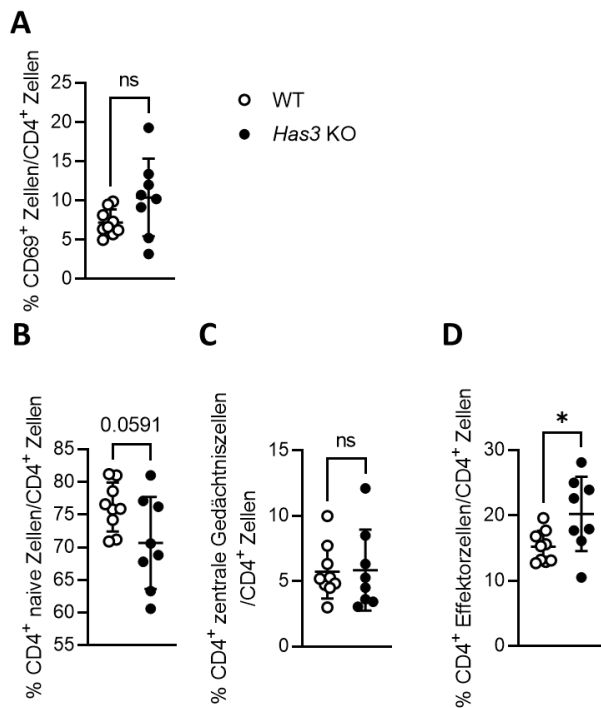 A
% CD69⁺ Zellen/CD4⁺ Zellen
25
20
15
10
5
0
ns
WT
Has3 KO
B
% CD4⁺ naive Zellen/CD4⁺ Zellen
85
80
75
70
65
60
55
0.0591
C
% CD4⁺ zentrale Gedächtniszellen
/CD4⁺ Zellen
15
10
5
0
ns
D
% CD4⁺ Effektorzellen/CD4⁺ Zellen
30
20
10
0
*